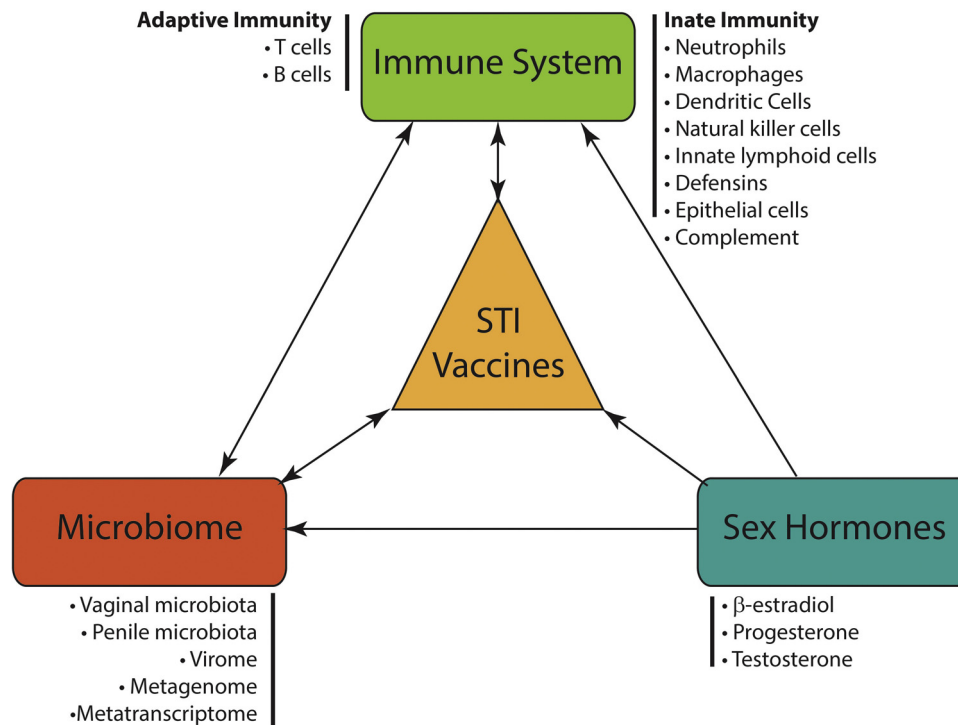 Adaptive Immunity
• T cells
• B cells
Immune System
Inate Immunity
• Neutrophils
• Macrophages
• Dendritic Cells
• Natural killer cells
• Innate lymphoid cells
• Defensins
• Epithelial cells
• Complement
STI
Vaccines
Microbiome
• Vaginal microbiota
• Penile microbiota
• Virome
• Metagenome
•Metatranscriptome
Sex Hormones
• β-estradiol
• Progesterone
• Testosterone